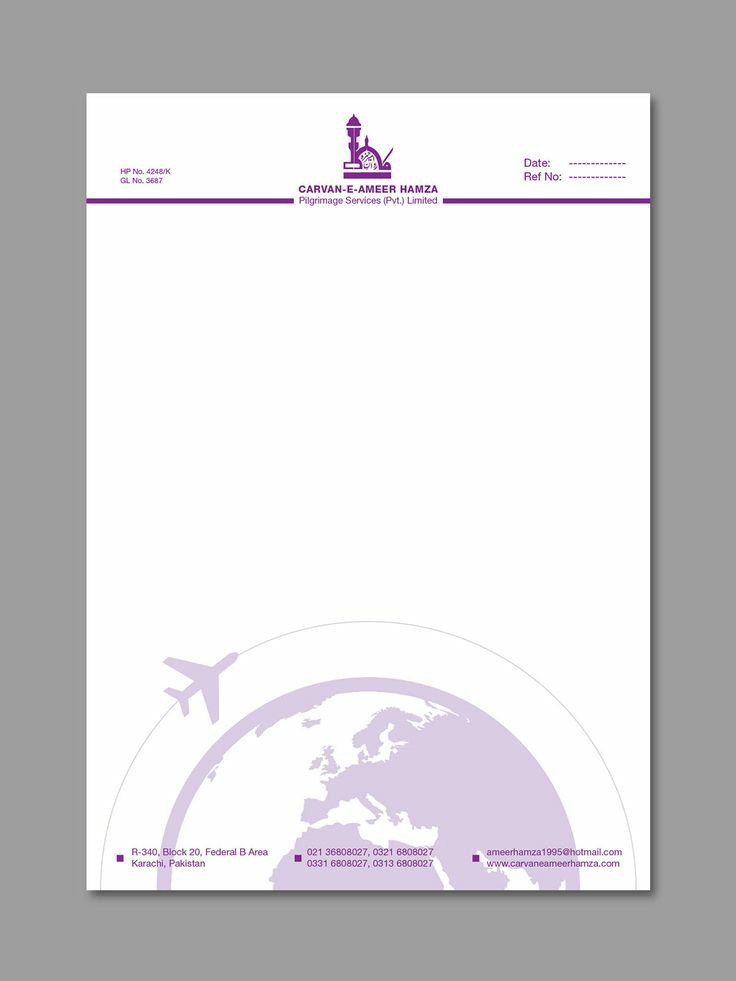 HP No. 4248/K
GL No. 3687
CARVAN-E-AMEER HAMZA
Pilgrimage Services (Pvt.) Limited
Date: -------------
Ref No: -------------
R-340, Block 20, Federal B Area
Karachi, Pakistan
021 36808027, 0321 6808027
0331 6808027, 0313 6808027
ameerhamza1995@hotmail.com
www.carvaneameerhamza.com